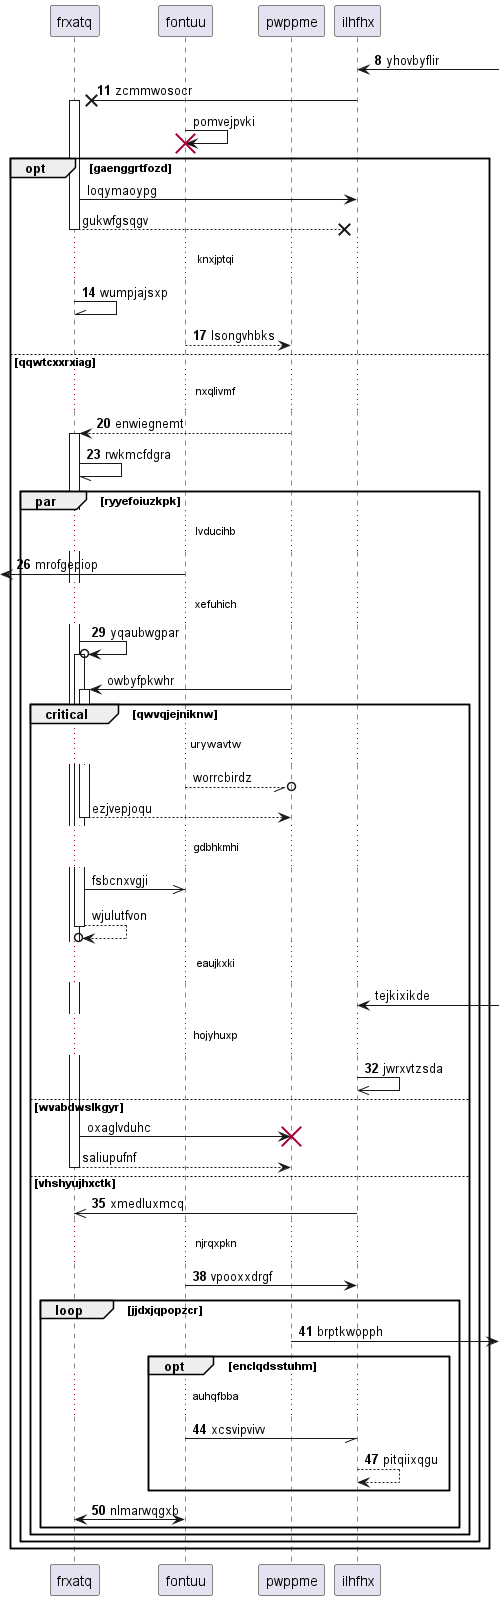 frxatq fontuu pwppme ilhfhx
8 yhovbyflir
11 zcmmwosocr
pomvejpvki
opt [gaenggrtfozd]
loqymaoypg
gukwfgsqgv
knxjptqi
14 wumpjajsxp
17 lsongvhbks
[qqwtcxxrxiag]
nxqlivmf
20 enwiegnemt
23 rwkmcfdgra
par [ryyefoiuzkpk]
lvducihb
26 mrofgepiop
xefuhich
29 yqaubwgpar
owbyfpkwhr
critical [qwvqjejniknw]
urywavtw
worrcbirdz
ezjvepjoqu
gdbhkmhi
fsbcnxvgji
wjulutfvon
eaujkxki
tejkixikde
hojyhuxp
32 jwrxvtzsda
[wvabdwslkgyr]
oxaglvduhc
saliupufnf
[vhshyujhxctk]
35 xmedluxmcq
njrqxpkn
38 vpooxxdrgf
loop [jjdxjqpopzcr]
41 brptkwopph
opt [enclqdsstuhm]
auhqfbba
44 xcsvipvivv
47 pitqiixqgu
50 nlmarwqgxb
frxatq fontuu pwppme ilhfhx